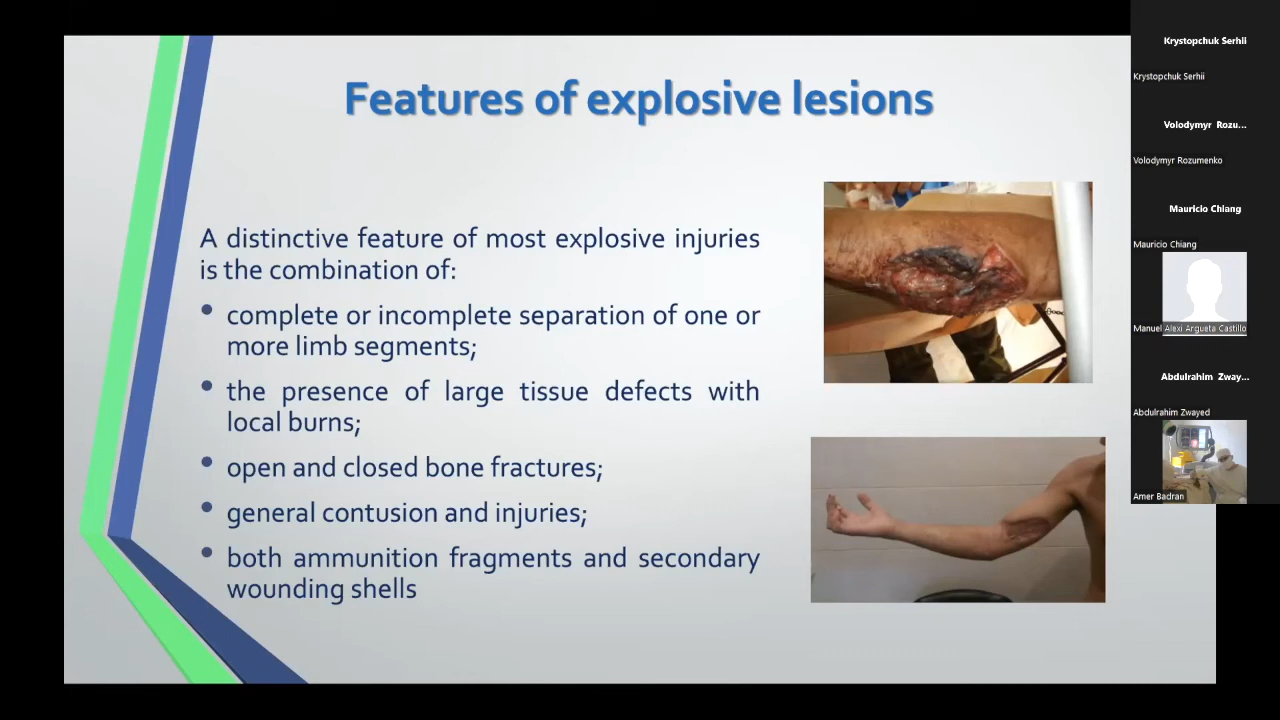 Features of explosive lesions
A distinctive feature of most explosive injuries
is the combination of:
• complete or incomplete separation of one or
more limb segments;
• the presence of large tissue defects with
local burns;
• open and closed bone fractures;
• general contusion and injuries;
• both ammunition fragments and secondary
wounding shells
Krystopchuk Serhii
Krystopchuk Serhii
Volodymyr Rozu...
Volodymyr Rozumenko
Mauricio Chiang
Mauricio Chiang
Manuel Alexi Argueta Castillo
Abdulrahim Zway...
Abdulrahim Zwayed
Amer Badran